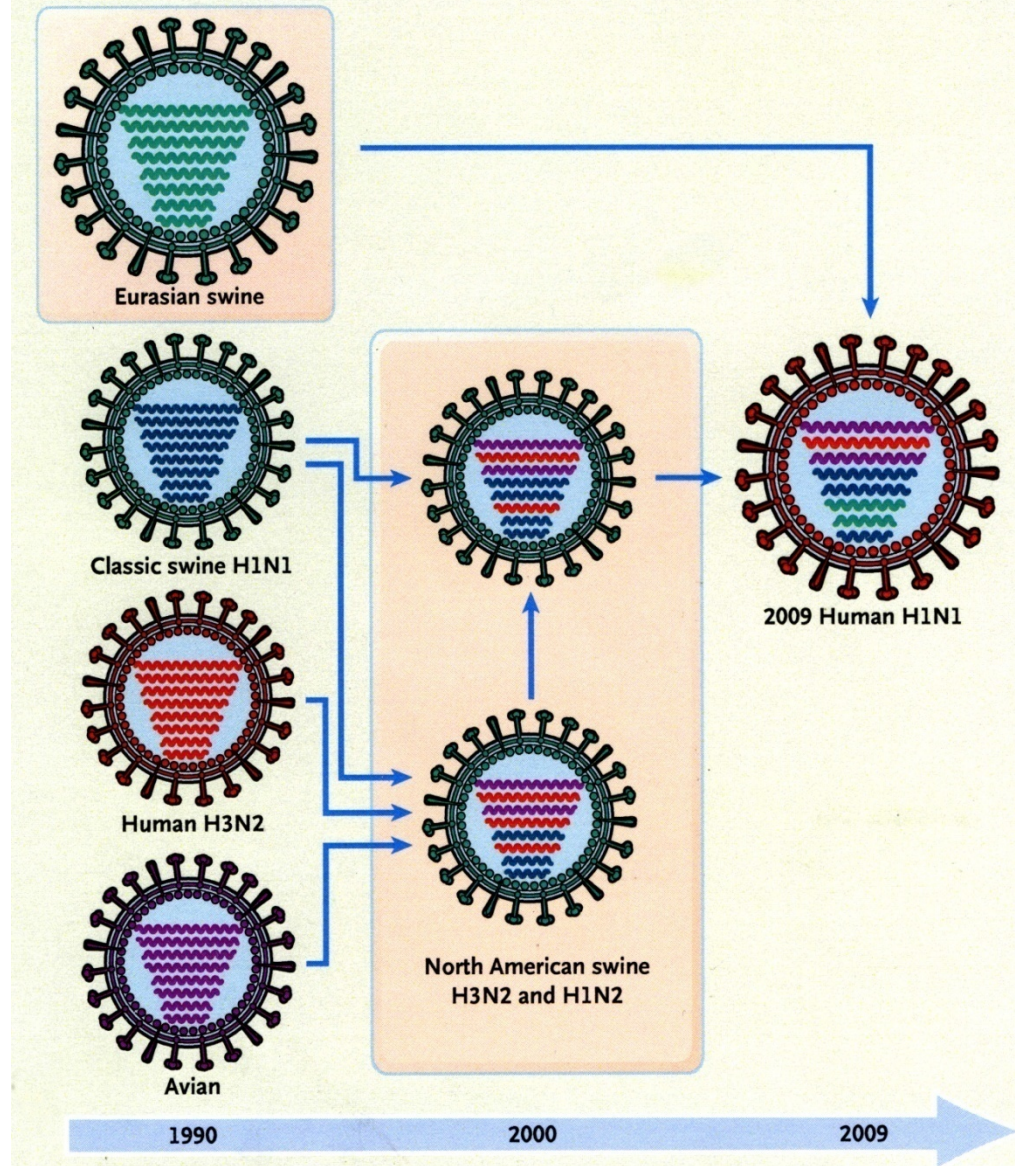 Eurasian swine
Classic swine H1N1
2009 Human H1N1
Human H3N2
North American swine
H3N2 and H1N2
Avian
1990
2000
2009